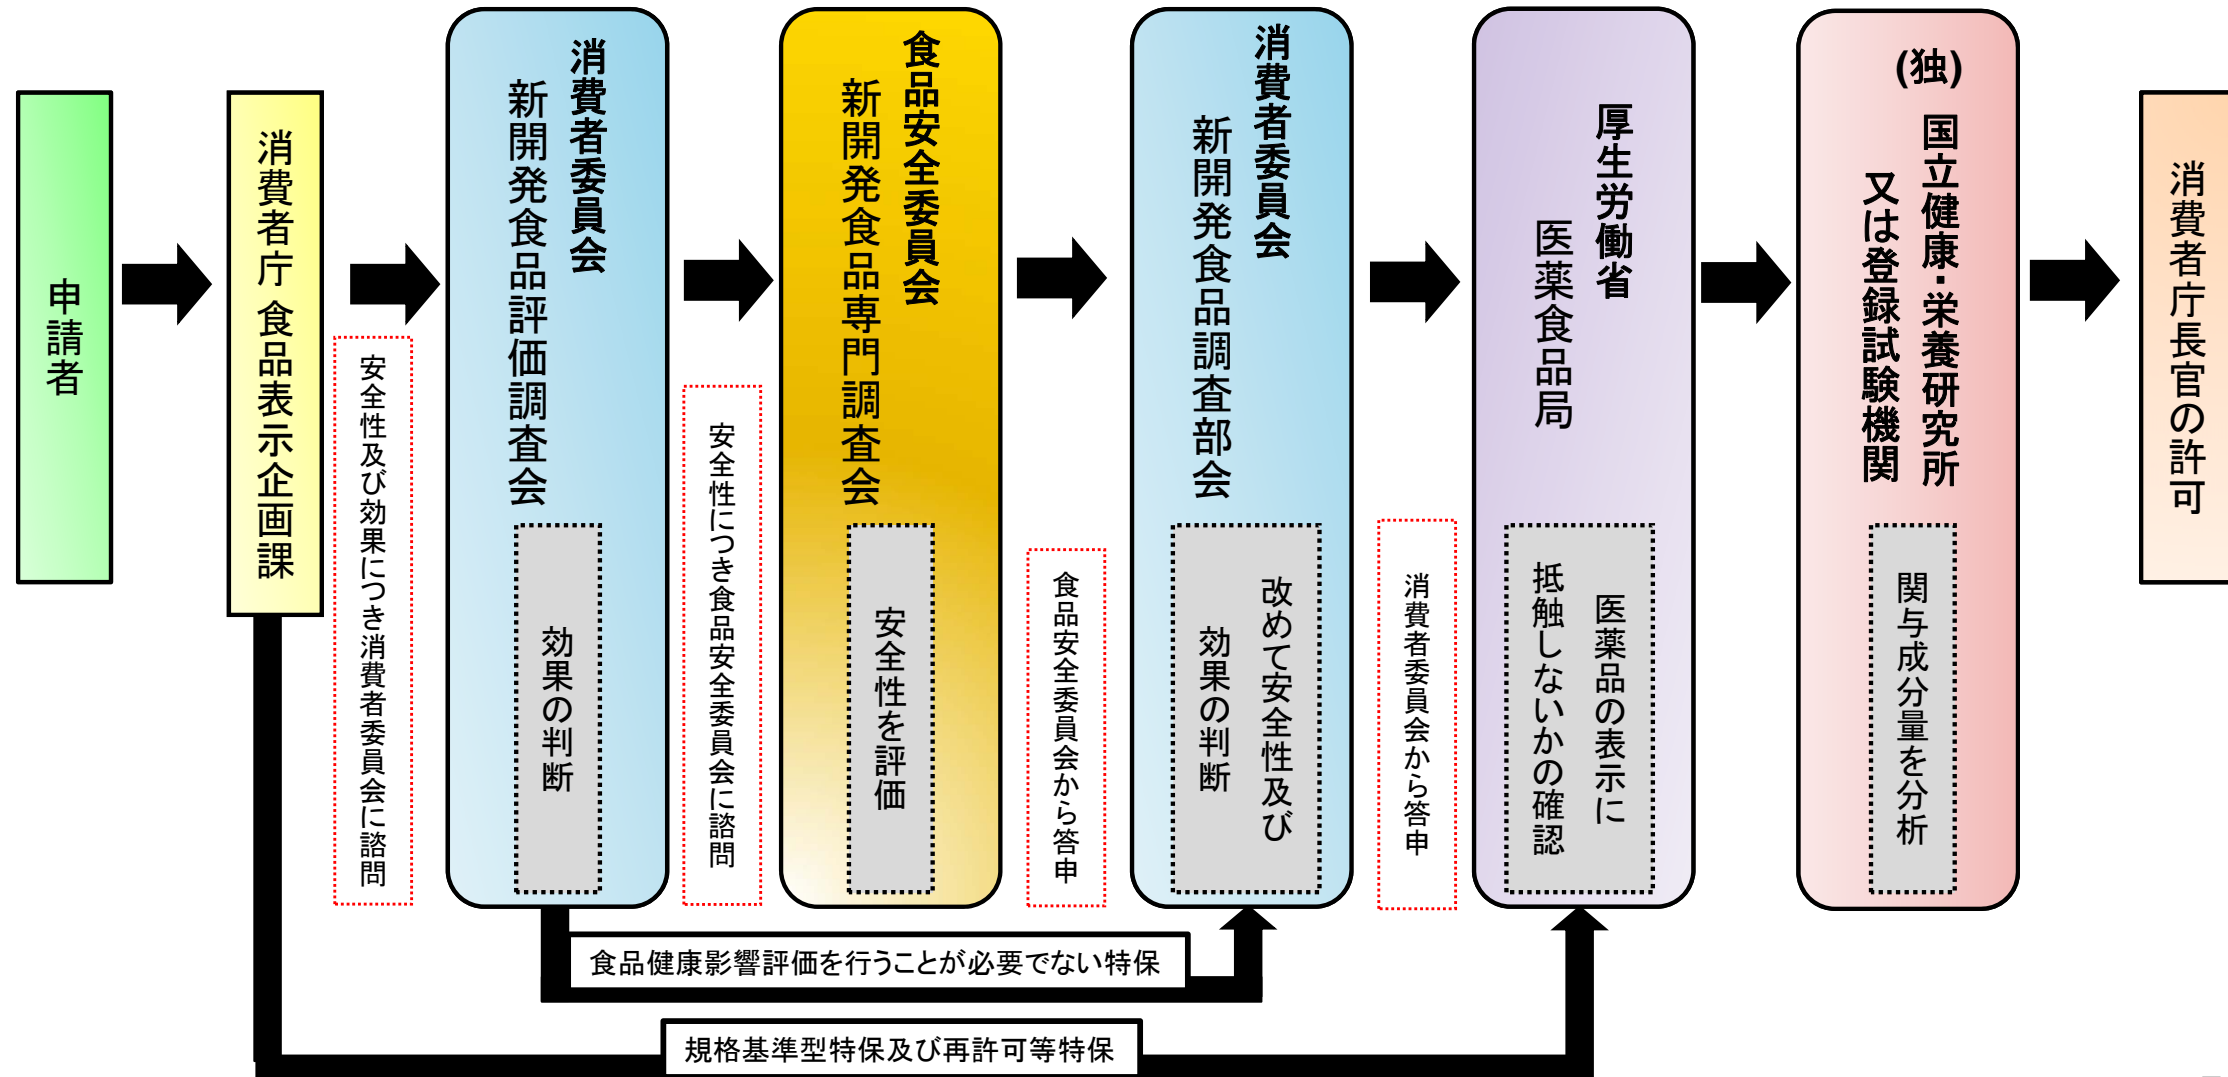 申請者
消費者庁 食品表示企画課
安全性及び効果につき消費者委員会に諮問
消費者委員会
新開発食品評価調査会
効果の判断
安全性につき食品安全委員会に諮問
食品安全委員会
新開発食品専門調査会
安全性を評価
食品安全委員会から答申
消費者委員会
新開発食品調査部会
改めて安全性及び
効果の判断
消費者委員会から答申
厚生労働省
医薬食品局
医薬品の表示に
抵触しないかの確認
(独)
国立健康・栄養研究所
又は登録試験機関
関与成分量を分析
消費者庁長官の許可
食品健康影響評価を行うことが必要でない特保
規格基準型特保及び再許可等特保